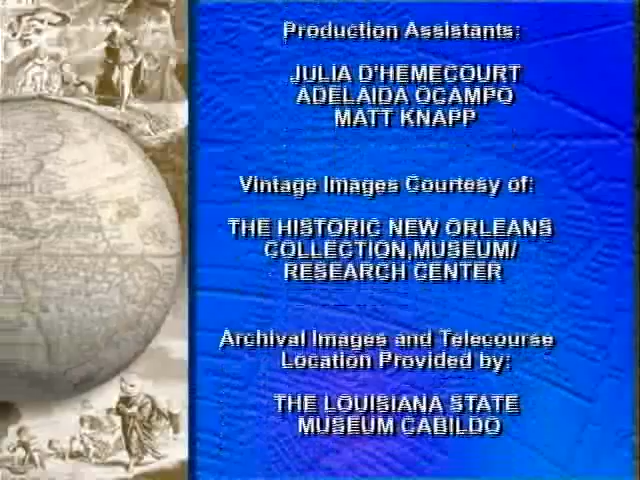 Production Assistants:
JULIA D'HEMECOURT
ADELAIDA OCAMPO
MATT KNAPP
Vintage Images Courtesy of:
THE HISTORIC NEW ORLEANS
COLLECTION,MUSEUM/
RESEARCH CENTER
Archival Images and Telecourse
Location Provided by:
THE LOUISIANA STATE
MUSEUM CABILDO